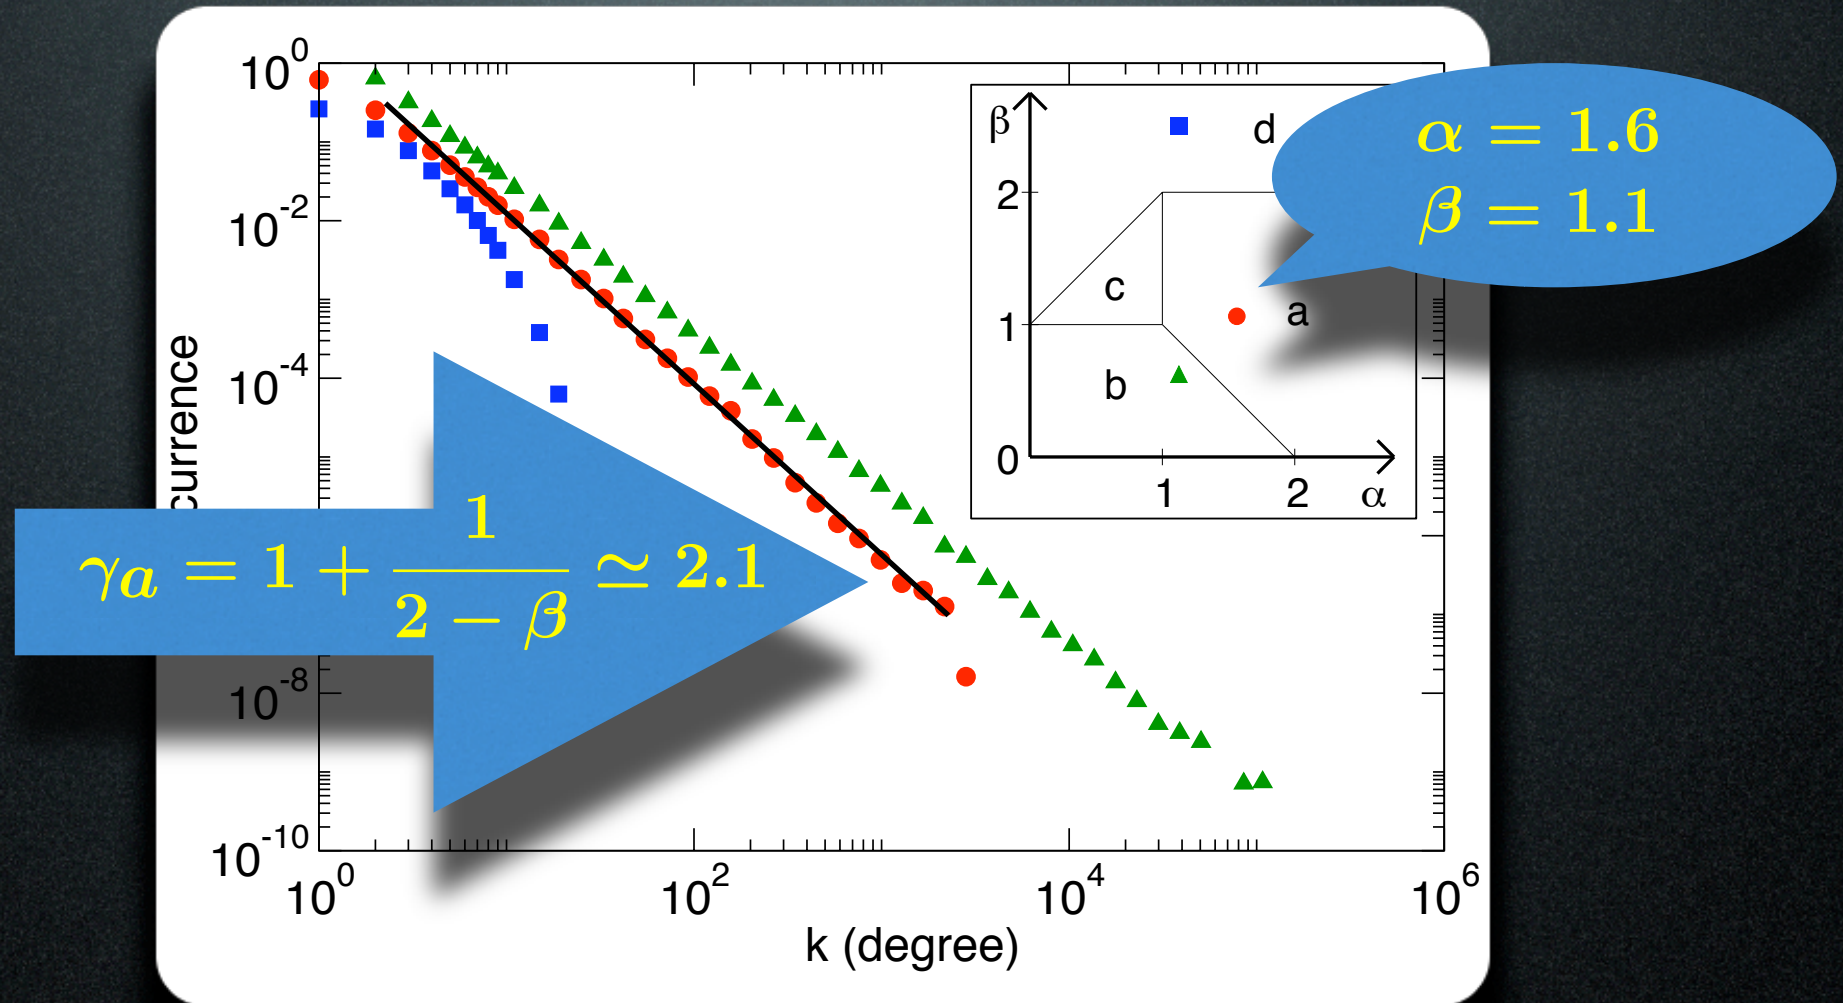 10^0
10^-2
10^-4
10^-8
10^-10
10^0
10^2
10^4
10^6
k (degree)
β
2
1
0
1
2
α
d
c
a
b
α = 1.6
β = 1.1
γₐ = 1 + 1/(2 − β) ≃ 2.1